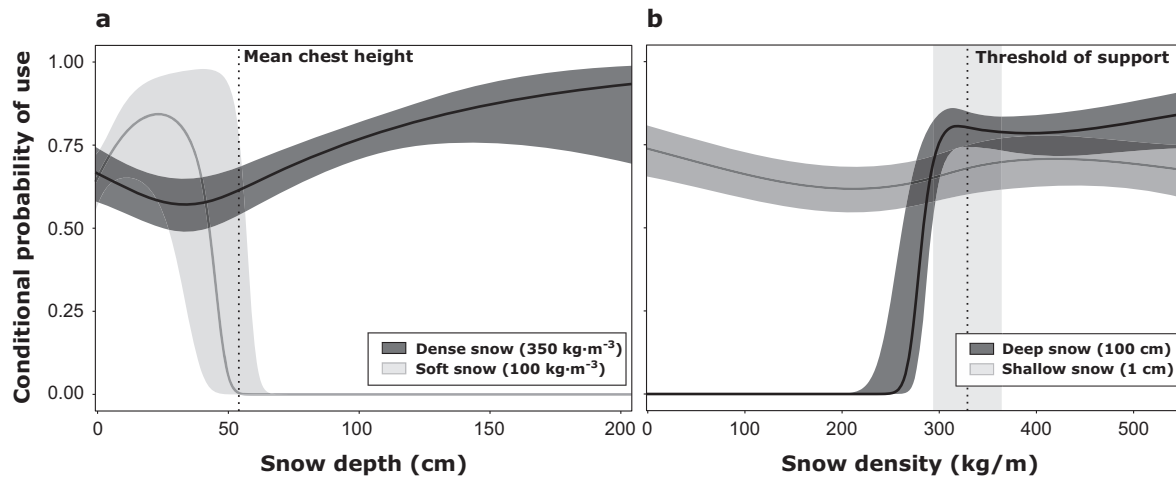 a
b
Mean chest height
Threshold of support
Conditional probability of use
1.00
0.75
0.50
0.25
0.00
Dense snow (350 kg·m⁻³)
Soft snow (100 kg·m⁻³)
Deep snow (100 cm)
Shallow snow (1 cm)
0 50 100 150 200
0 100 200 300 400 500
Snow depth (cm)
Snow density (kg/m)